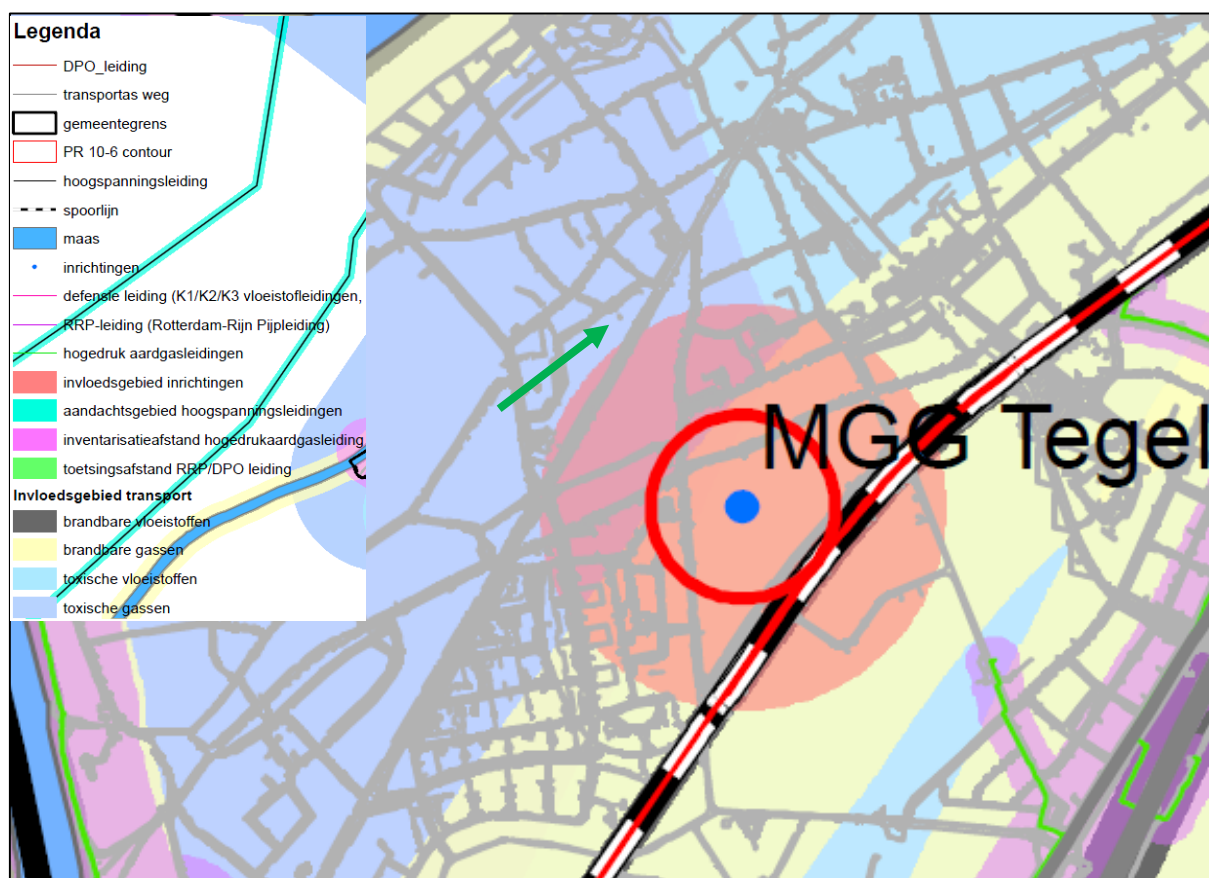 Legenda
DPO_leiding
transportas weg
gemeentegrens
PR 10-6 contour
hoogspanningsleiding
spoorlijn
maas
inrichtingen
defensie leiding (K1/K2/K3 vloeistofleidingen,
RRP-leiding (Rotterdam-Rijn Pijpleiding)
hogedruk aardgasleidingen
invloedsgebied inrichtingen
aandachtsgebied hoogspanningsleidingen
inventarisatieafstand hogedrukaardgasleiding
toetsingsafstand RRP/DPO leiding
Invloedsgebied transport
brandbare vloeistoffen
brandbare gassen
toxische vloeistoffen
toxische gassen
MGG Tegel